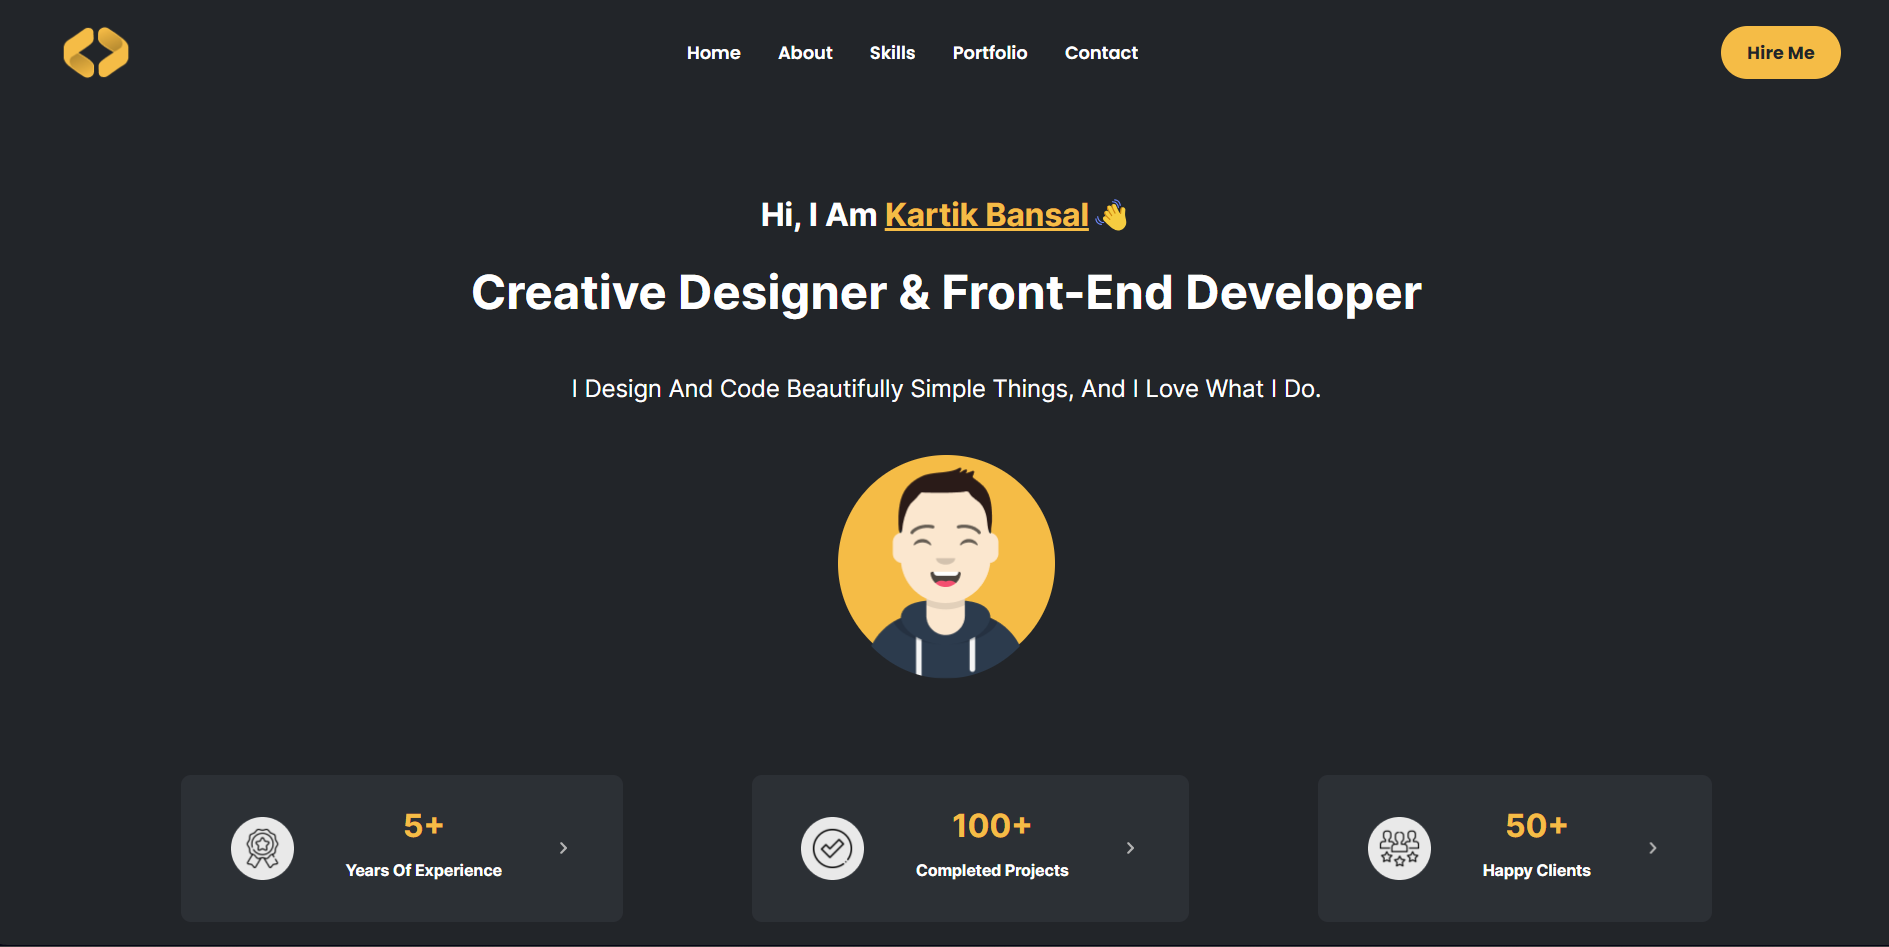 Home About Skills Portfolio Contact Hire Me
Hi, I Am Kartik Bansal 👋
Creative Designer & Front-End Developer
I Design And Code Beautifully Simple Things, And I Love What I Do.
5+
Years Of Experience
100+
Completed Projects
50+
Happy Clients